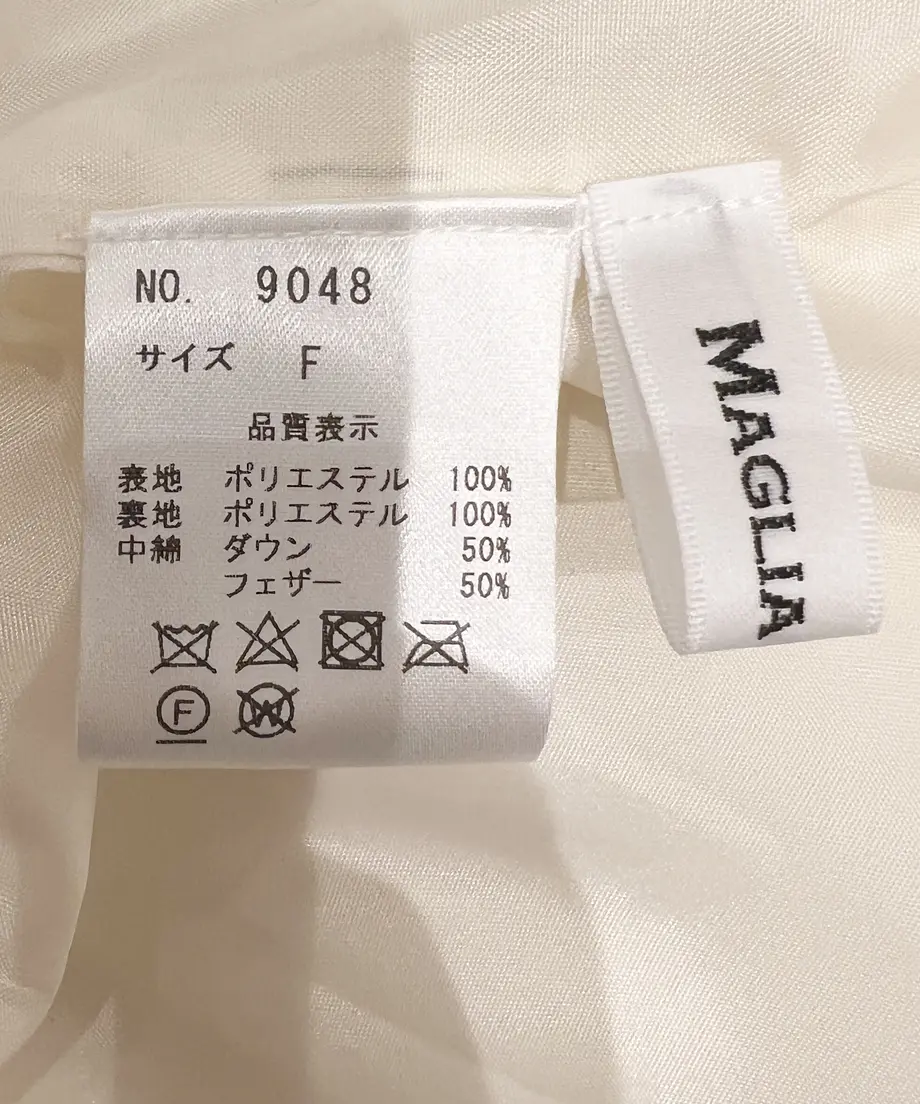 NO. 9048
サイズ F
品質表示
表地 ポリエステル 100%
裏地 ポリエステル 100%
中綿 ダウン 50%
フェザー 50%
F
W
MAGLIA